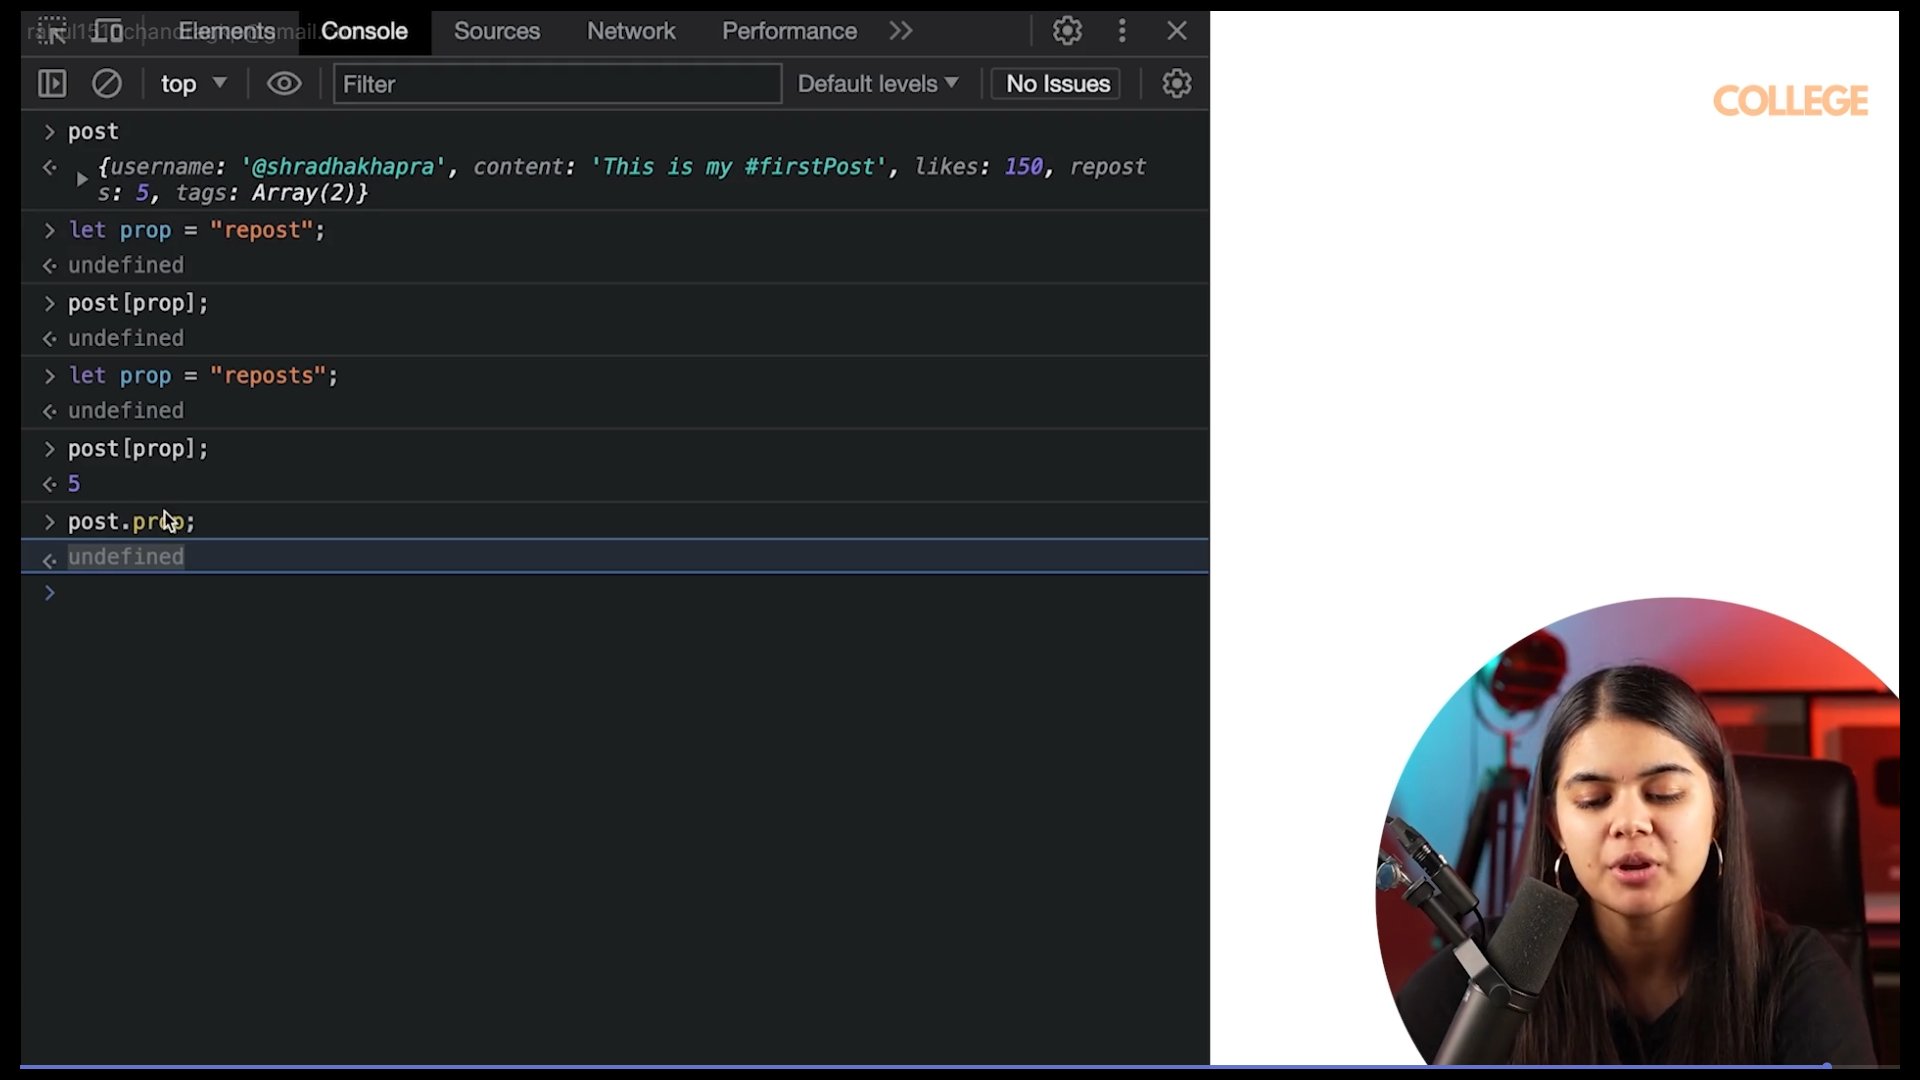 Elements Console Sources Network Performance
top Filter Default levels No Issues
COLLEGE
post
{username: '@shradhakhapra', content: 'This is my #firstPost', likes: 150, repost
s: 5, tags: Array(2)}
let prop = "repost";
undefined
post[prop];
undefined
let prop = "reposts";
undefined
post[prop];
5
post.prop;
undefined